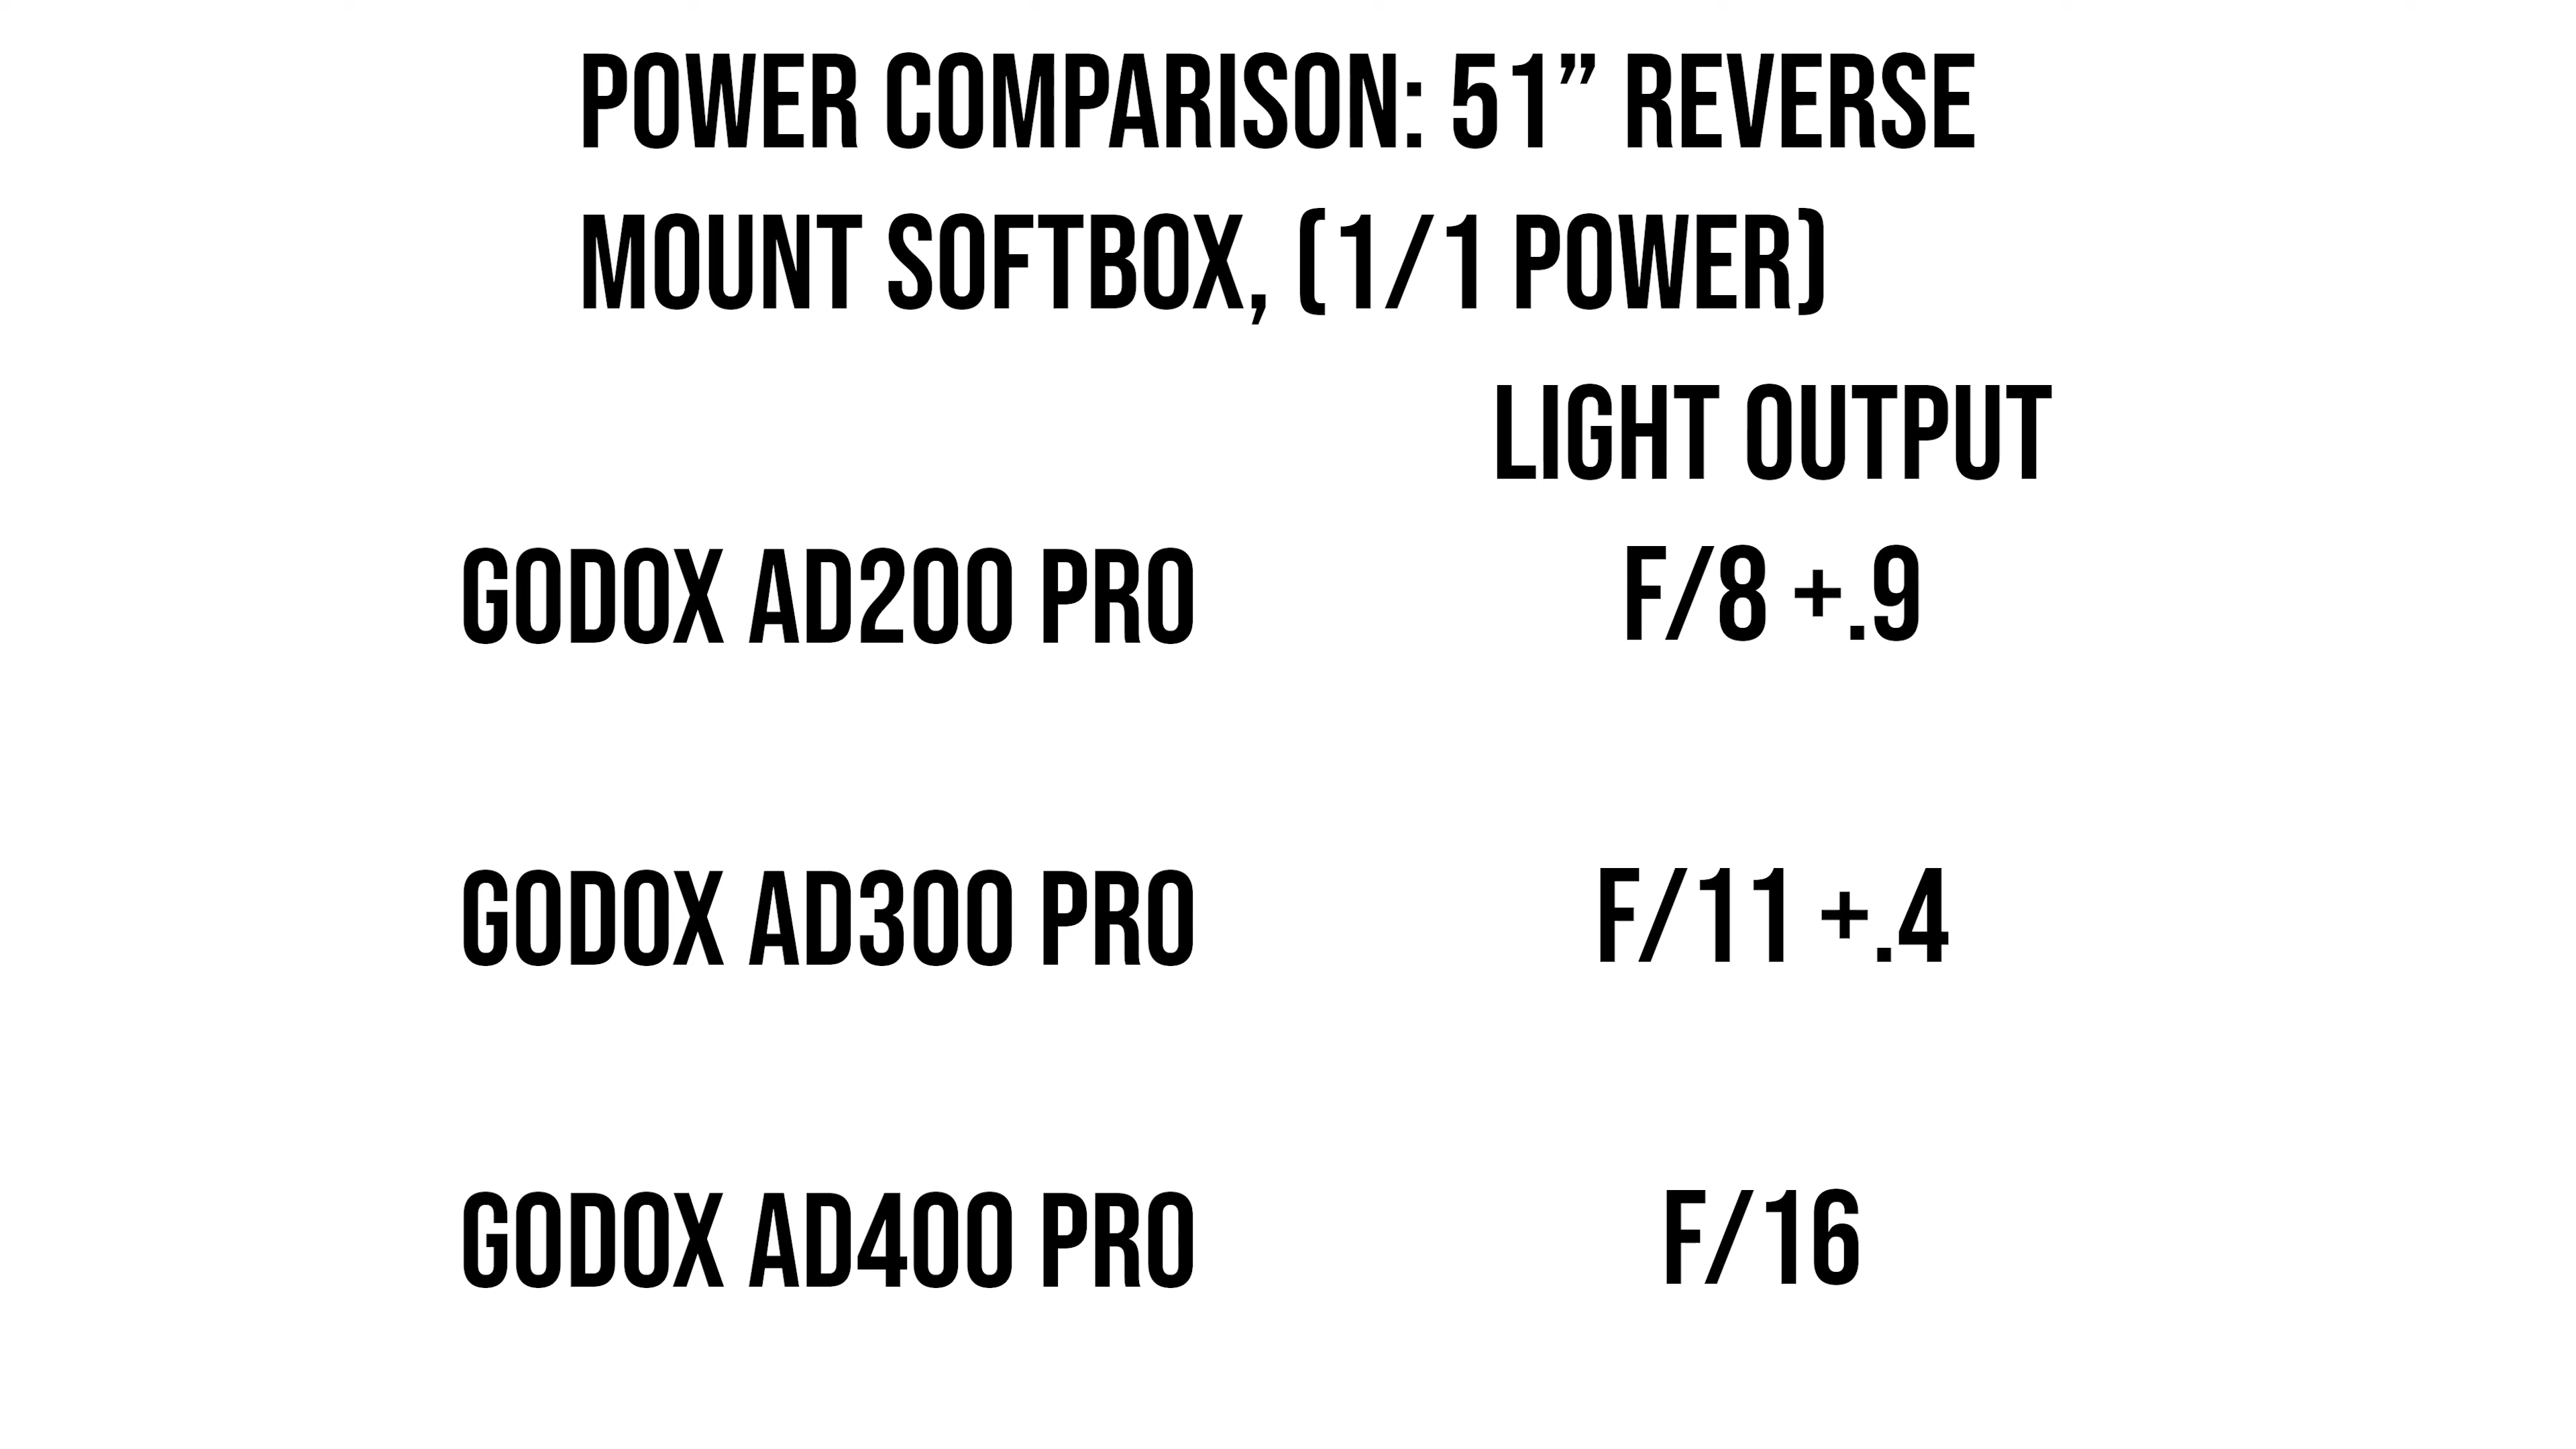 POWER COMPARISON: 51” REVERSE
MOUNT SOFTBOX, (1/1 POWER)
LIGHT OUTPUT
GODOX AD200 PRO F/8 +.9
GODOX AD300 PRO F/11 +.4
GODOX AD400 PRO F/16